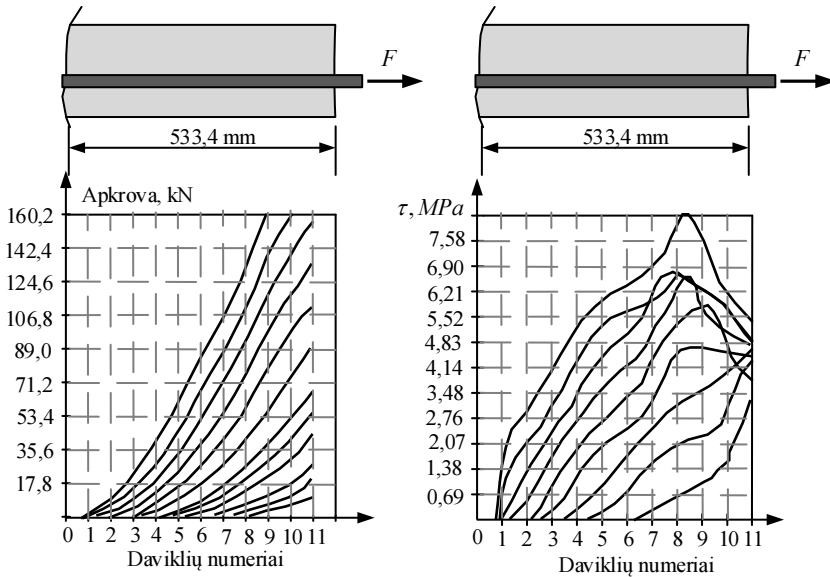 F
F
533,4 mm
533,4 mm
Apkrova, kN
160,2
142,4
124,6
106,8
89,0
71,2
53,4
35,6
17,8
0 1 2 3 4 5 6 7 8 9 10 11
Daviklių numeriai
τ, MPa
7,58
6,90
6,21
5,52
4,83
4,14
3,48
2,76
2,07
1,38
0,69
0 1 2 3 4 5 6 7 8 9 10 11
Daviklių numeriai